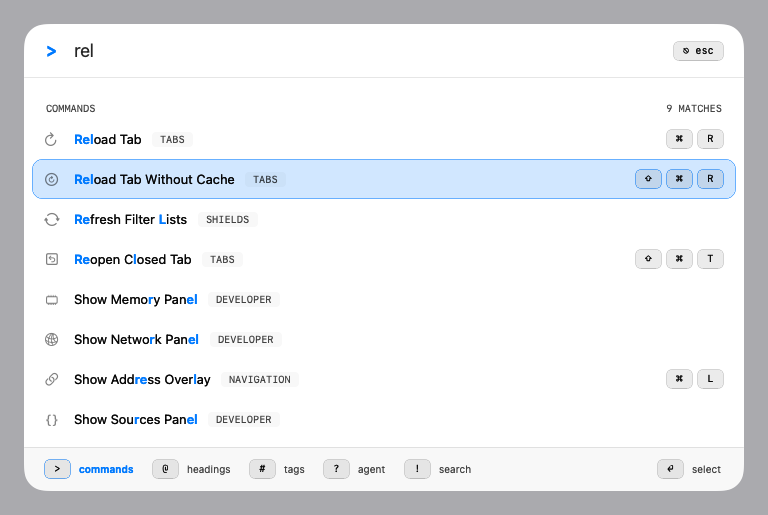 > rel esc
COMMANDS 9 MATCHES
Reload Tab TABS ⌘ R
Reload Tab Without Cache TABS ⇧ ⌘ R
Refresh Filter Lists SHIELDS
Reopen Closed Tab TABS ⇧ ⌘ T
Show Memory Panel DEVELOPER
Show Network Panel DEVELOPER
Show Address Overlay NAVIGATION ⌘ L
{} Show Sources Panel DEVELOPER
> commands @ headings # tags ? agent ! search ↵ select